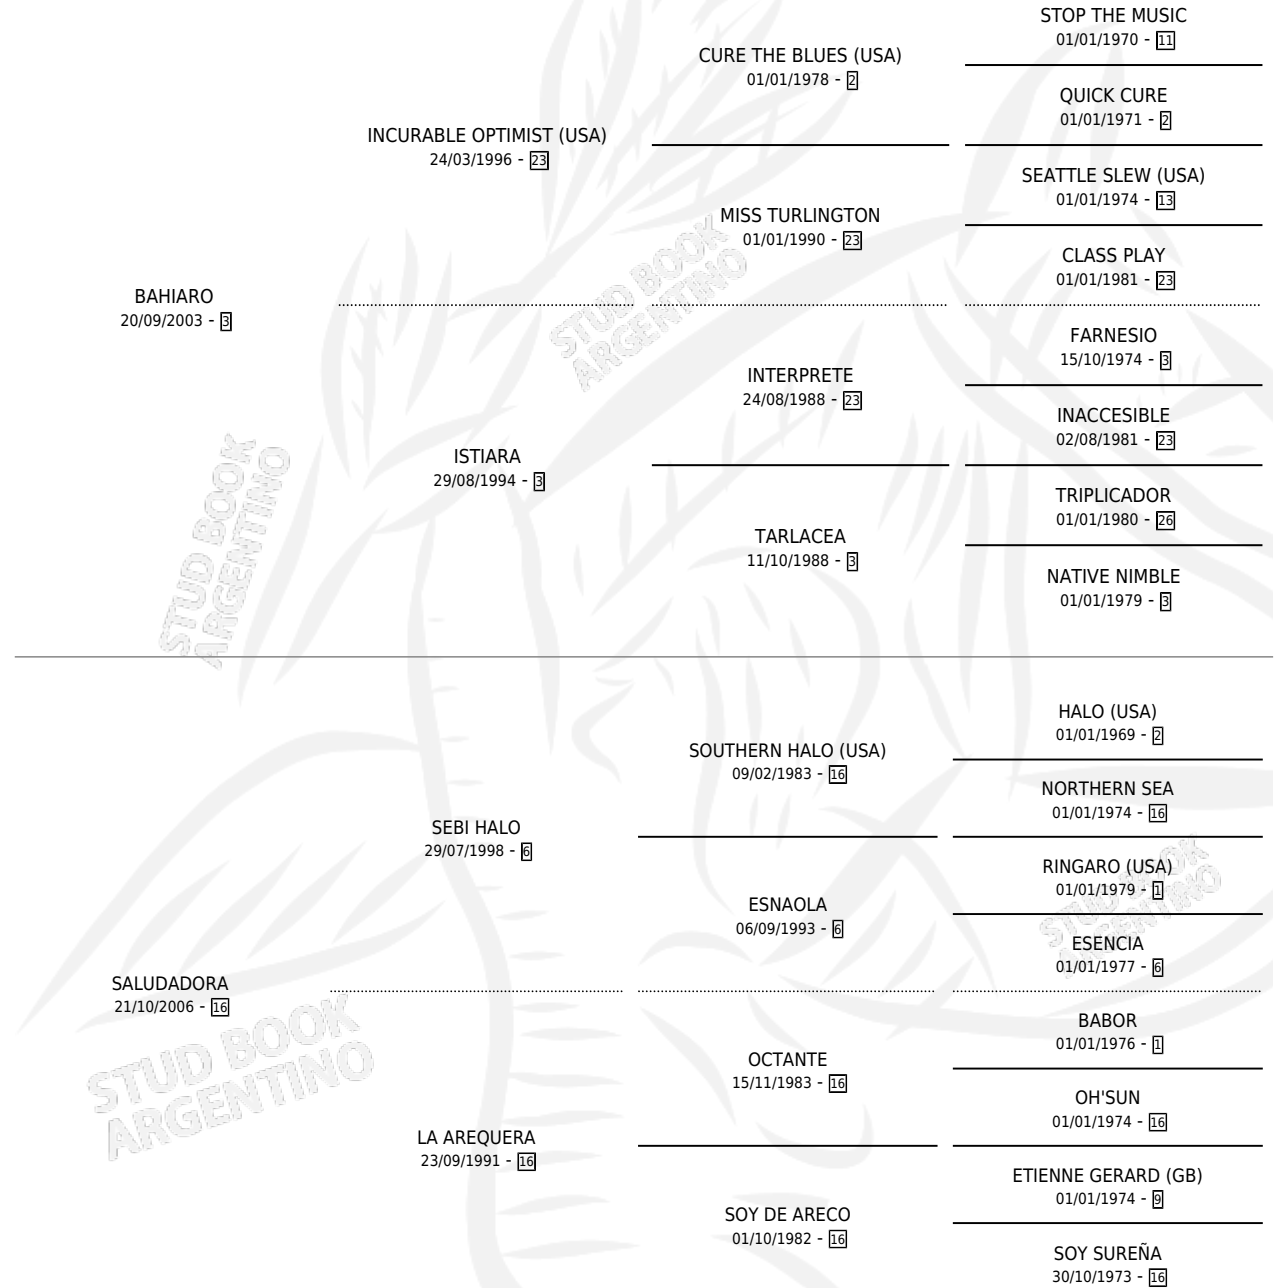 STOP THE MUSIC
01/01/1970 - 11
CURE THE BLUES (USA)
01/01/1978 - 2
QUICK CURE
01/01/1971 - 2
INCURABLE OPTIMIST (USA)
24/03/1996 - 23
SEATTLE SLEW (USA)
01/01/1974 - 13
MISS TURLINGTON
01/01/1990 - 23
CLASS PLAY
01/01/1981 - 23
BAHIARO
20/09/2003 - 3
FARNESIO
15/10/1974 - 3
INTERPRETE
24/08/1988 - 23
INACCESIBLE
02/08/1981 - 23
ISTIARA
29/08/1994 - 3
TRIPLICADOR
01/01/1980 - 26
TARLACEA
11/10/1988 - 3
NATIVE NIMBLE
01/01/1979 - 3
HALO (USA)
01/01/1969 - 2
SOUTHERN HALO (USA)
09/02/1983 - 16
NORTHERN SEA
01/01/1974 - 16
SEBI HALO
29/07/1998 - 6
RINGARO (USA)
01/01/1979 - 1
ESNAOLA
06/09/1993 - 6
ESENCIA
01/01/1977 - 6
SALUDADORA
21/10/2006 - 16
BABOR
01/01/1976 - 1
OCTANTE
15/11/1983 - 16
OH'SUN
01/01/1974 - 16
LA AREQUERA
23/09/1991 - 16
ETIENNE GERARD (GB)
01/01/1974 - 9
SOY DE ARECO
01/10/1982 - 16
SOY SUREÑA
30/10/1973 - 16
STUD BOOK
ARGENTINO
STUD BOOK
ARGENTINO
STUD BOOK
ARGENTINO
STUD BOOK
ARGENTINO